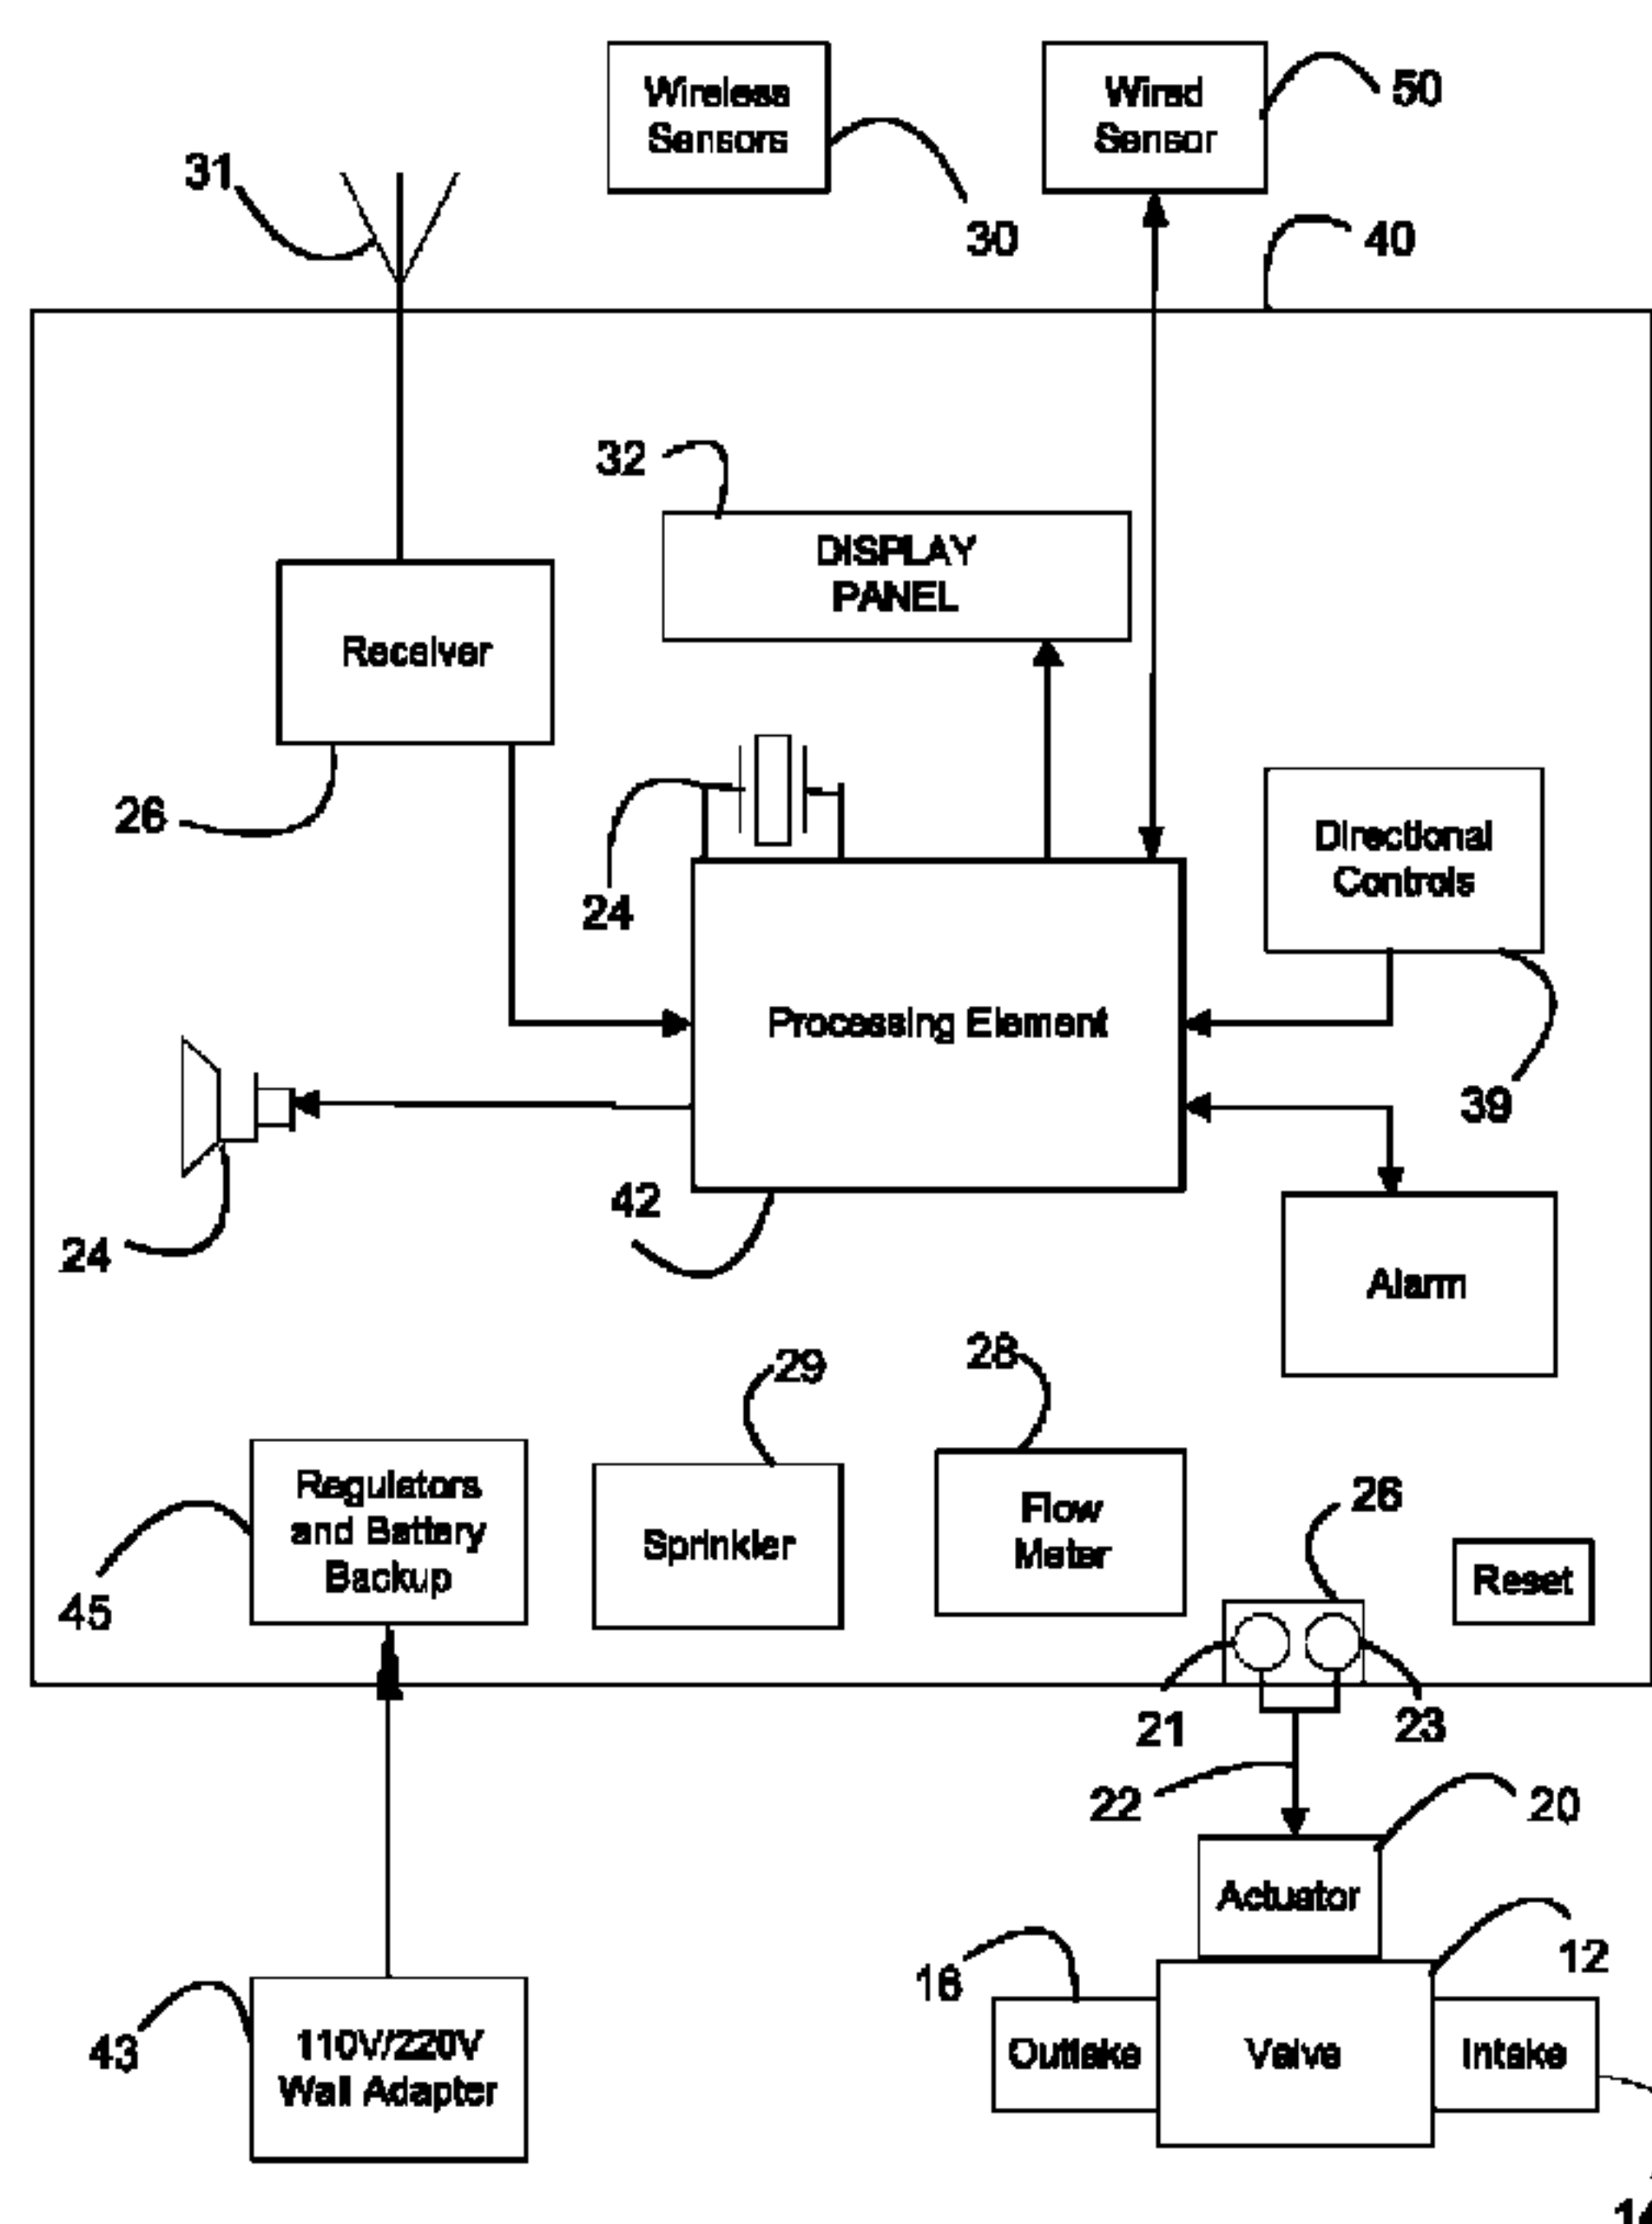 Wireless
Sensors
Wired
Sensor
50
31
30
40
32
DISPLAY
PANEL
Receiver
26
24
Directional
Controls
Processing Element
39
24
42
Alarm
29
28
Regulators
and Battery
Backup
Sprinkler
Flow
Meter
26
Reset
45
21
23
22
20
Actuator
16
12
43
110V/220V
Wall Adapter
Outtake
Valve
Intake